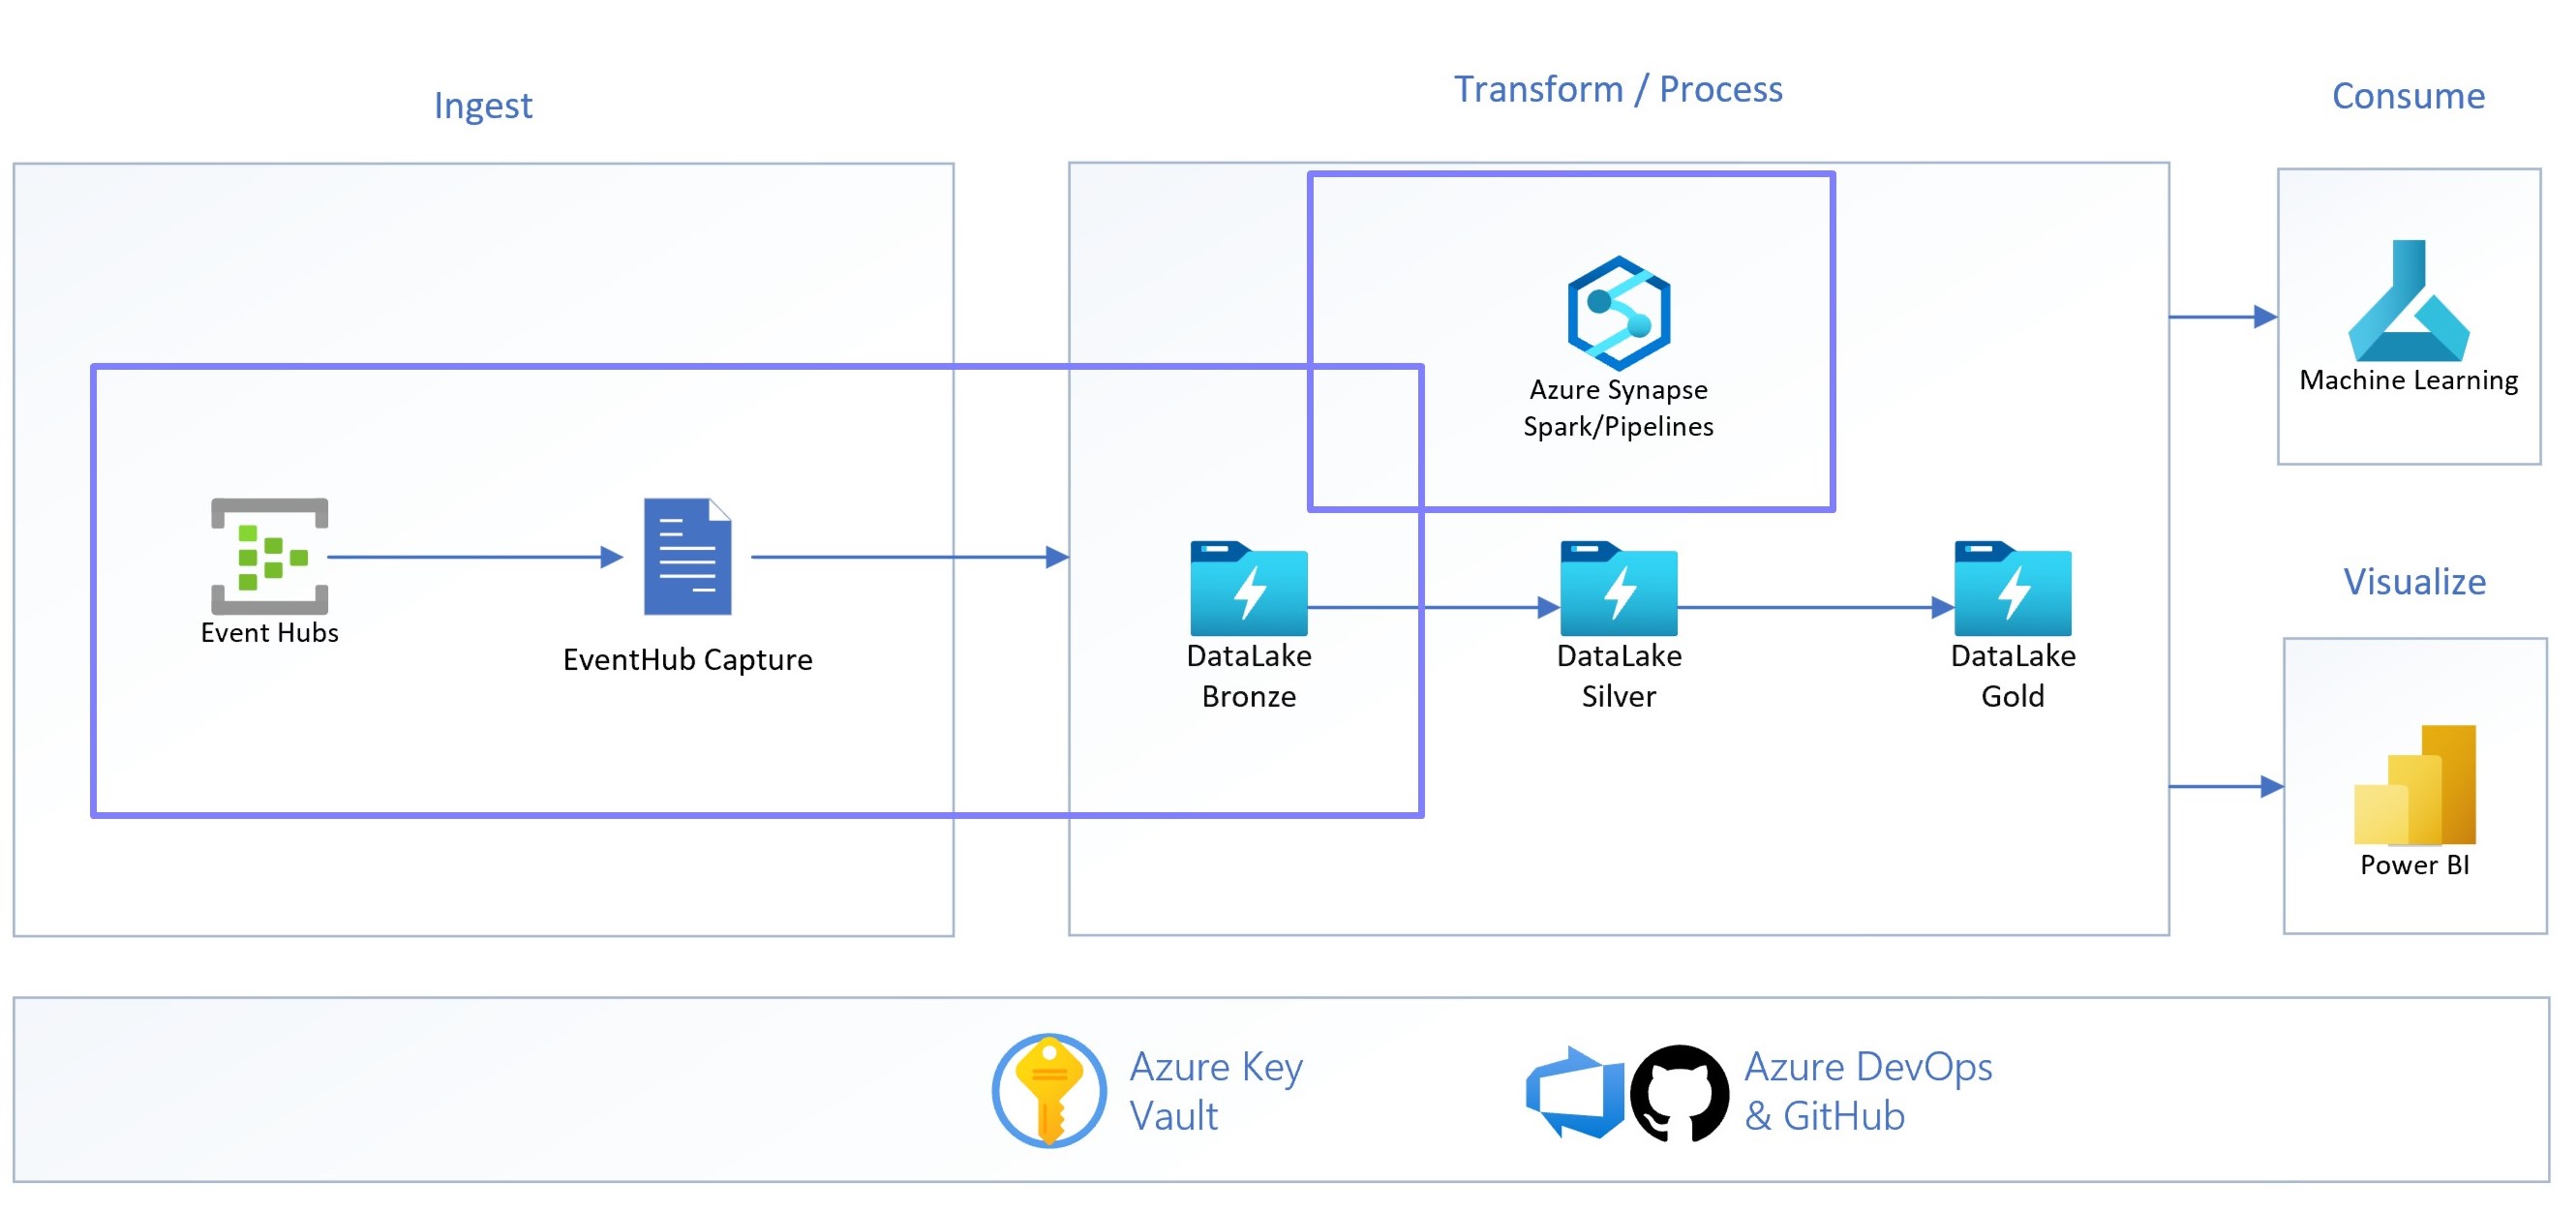 Ingest
Transform / Process
Consume
Azure Synapse
Spark/Pipelines
Machine Learning
Event Hubs
EventHub Capture
DataLake
Bronze
DataLake
Silver
DataLake
Gold
Visualize
Power BI
Azure Key
Vault
Azure DevOps
& GitHub